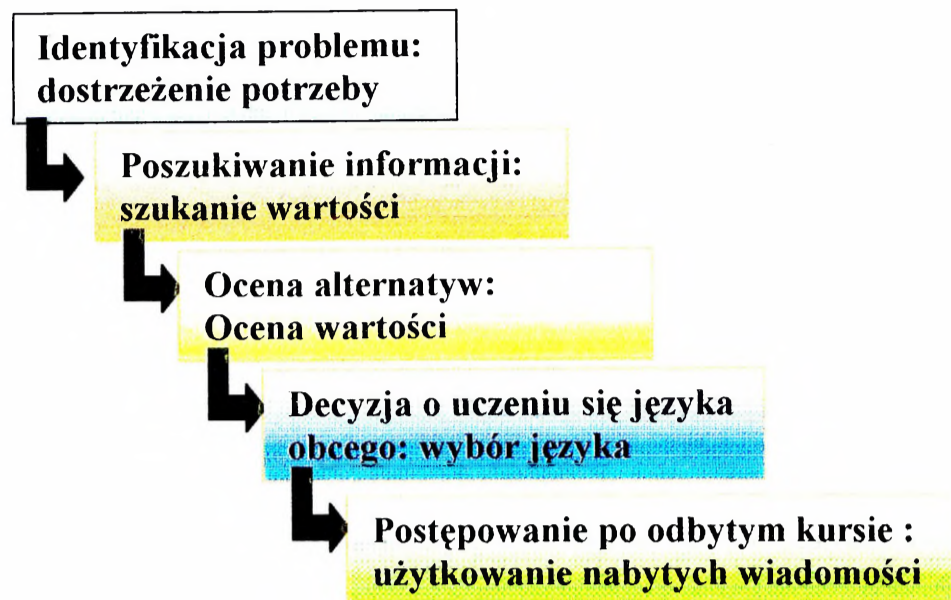 Identyfikacja problemu:
dostrzeżenie potrzeby
Poszukiwanie informacji:
szukanie wartości
Ocena alternatyw:
Ocena wartości
Decyzja o uczeniu się języka
obcego: wybór języka
Postępowanie po odbytym kursie :
użytkowanie nabytych wiadomości